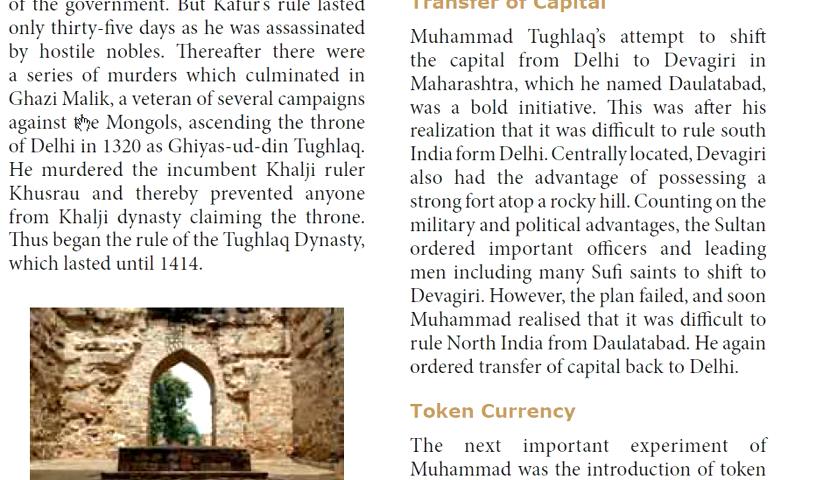 of the government. But Kafur's rule lasted
only thirty-five days as he was assassinated
by hostile nobles. Thereafter there were
a series of murders which culminated in
Ghazi Malik, a veteran of several campaigns
against the Mongols, ascending the throne
of Delhi in 1320 as Ghiyas-ud-din Tughlaq.
He murdered the incumbent Khalji ruler
Khusrau and thereby prevented anyone
from Khalji dynasty claiming the throne.
Thus began the rule of the Tughlaq Dynasty,
which lasted until 1414.
Transfer of Capital
Muhammad Tughlaq's attempt to shift
the capital from Delhi to Devagiri in
Maharashtra, which he named Daulatabad,
was a bold initiative. This was after his
realization that it was difficult to rule south
India form Delhi. Centrally located, Devagiri
also had the advantage of possessing a
strong fort atop a rocky hill. Counting on the
military and political advantages, the Sultan
ordered important officers and leading
men including many Sufi saints to shift to
Devagiri. However, the plan failed, and soon
Muhammad realised that it was difficult to
rule North India from Daulatabad. He again
ordered transfer of capital back to Delhi.
Token Currency
The next important experiment of
Muhammad was the introduction of token